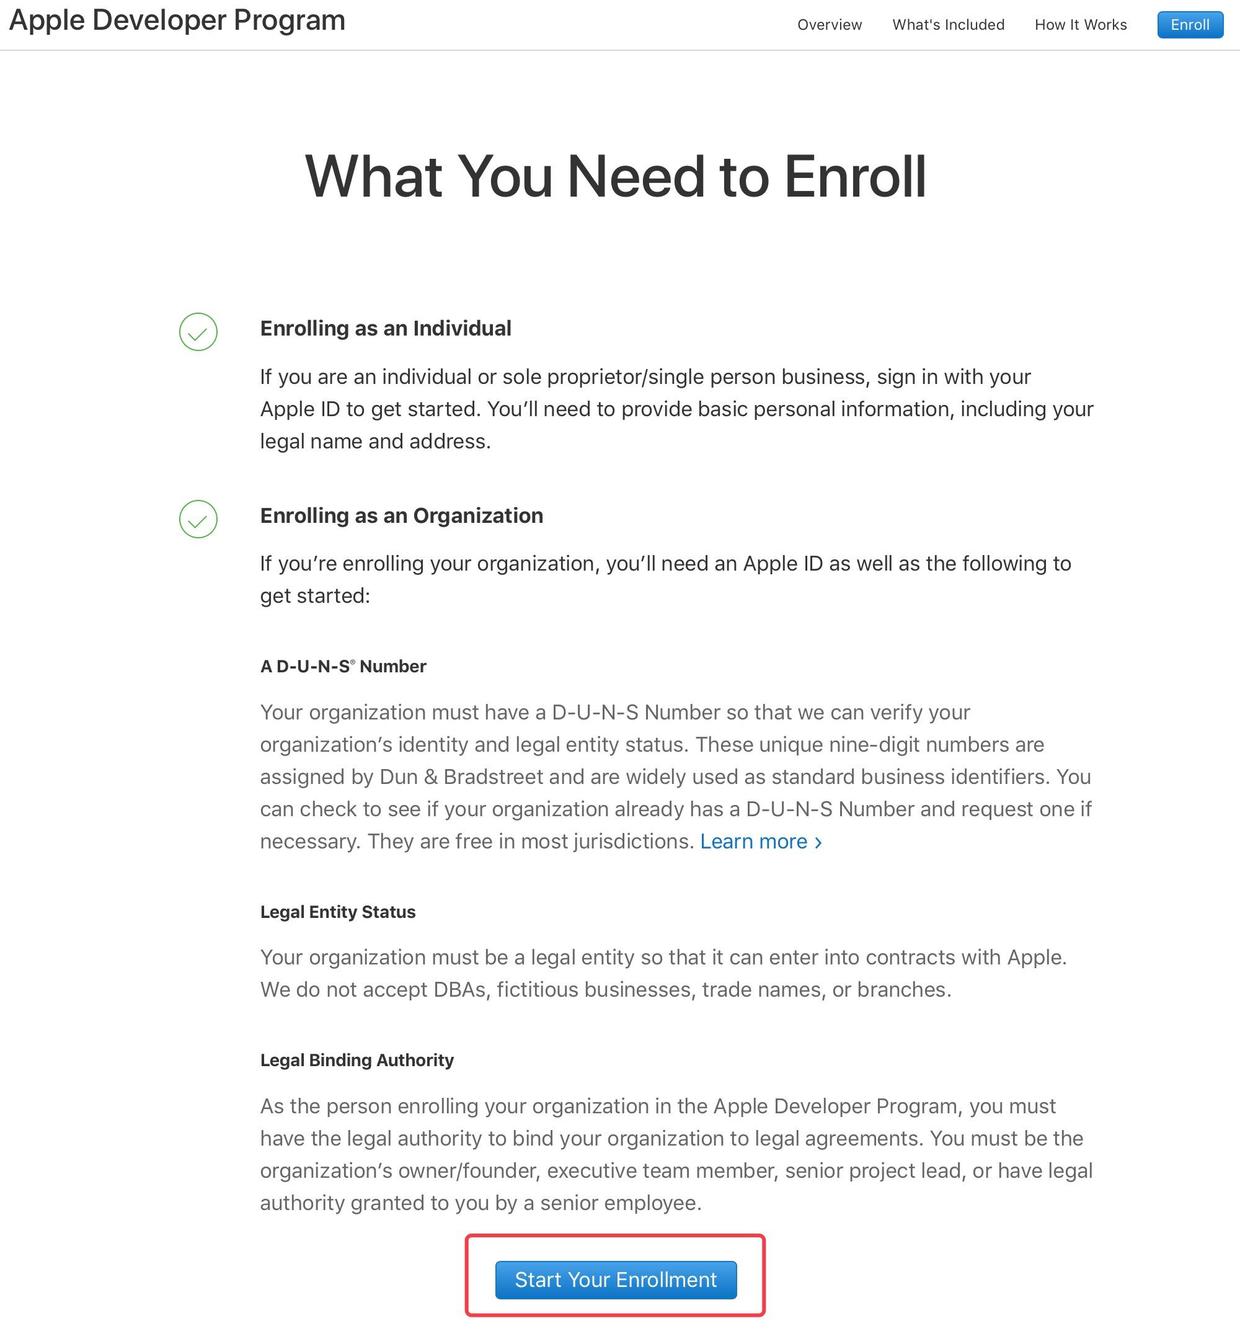 Apple Developer Program
Overview What's Included How It Works Enroll
What You Need to Enroll
Enrolling as an Individual
If you are an individual or sole proprietor/single person business, sign in with your
Apple ID to get started. You’ll need to provide basic personal information, including your
legal name and address.
Enrolling as an Organization
If you’re enrolling your organization, you’ll need an Apple ID as well as the following to
get started:
A D-U-N-S® Number
Your organization must have a D-U-N-S Number so that we can verify your
organization’s identity and legal entity status. These unique nine-digit numbers are
assigned by Dun & Bradstreet and are widely used as standard business identifiers. You
can check to see if your organization already has a D-U-N-S Number and request one if
necessary. They are free in most jurisdictions. Learn more ›
Legal Entity Status
Your organization must be a legal entity so that it can enter into contracts with Apple.
We do not accept DBAs, fictitious businesses, trade names, or branches.
Legal Binding Authority
As the person enrolling your organization in the Apple Developer Program, you must
have the legal authority to bind your organization to legal agreements. You must be the
organization’s owner/founder, executive team member, senior project lead, or have legal
authority granted to you by a senior employee.
Start Your Enrollment